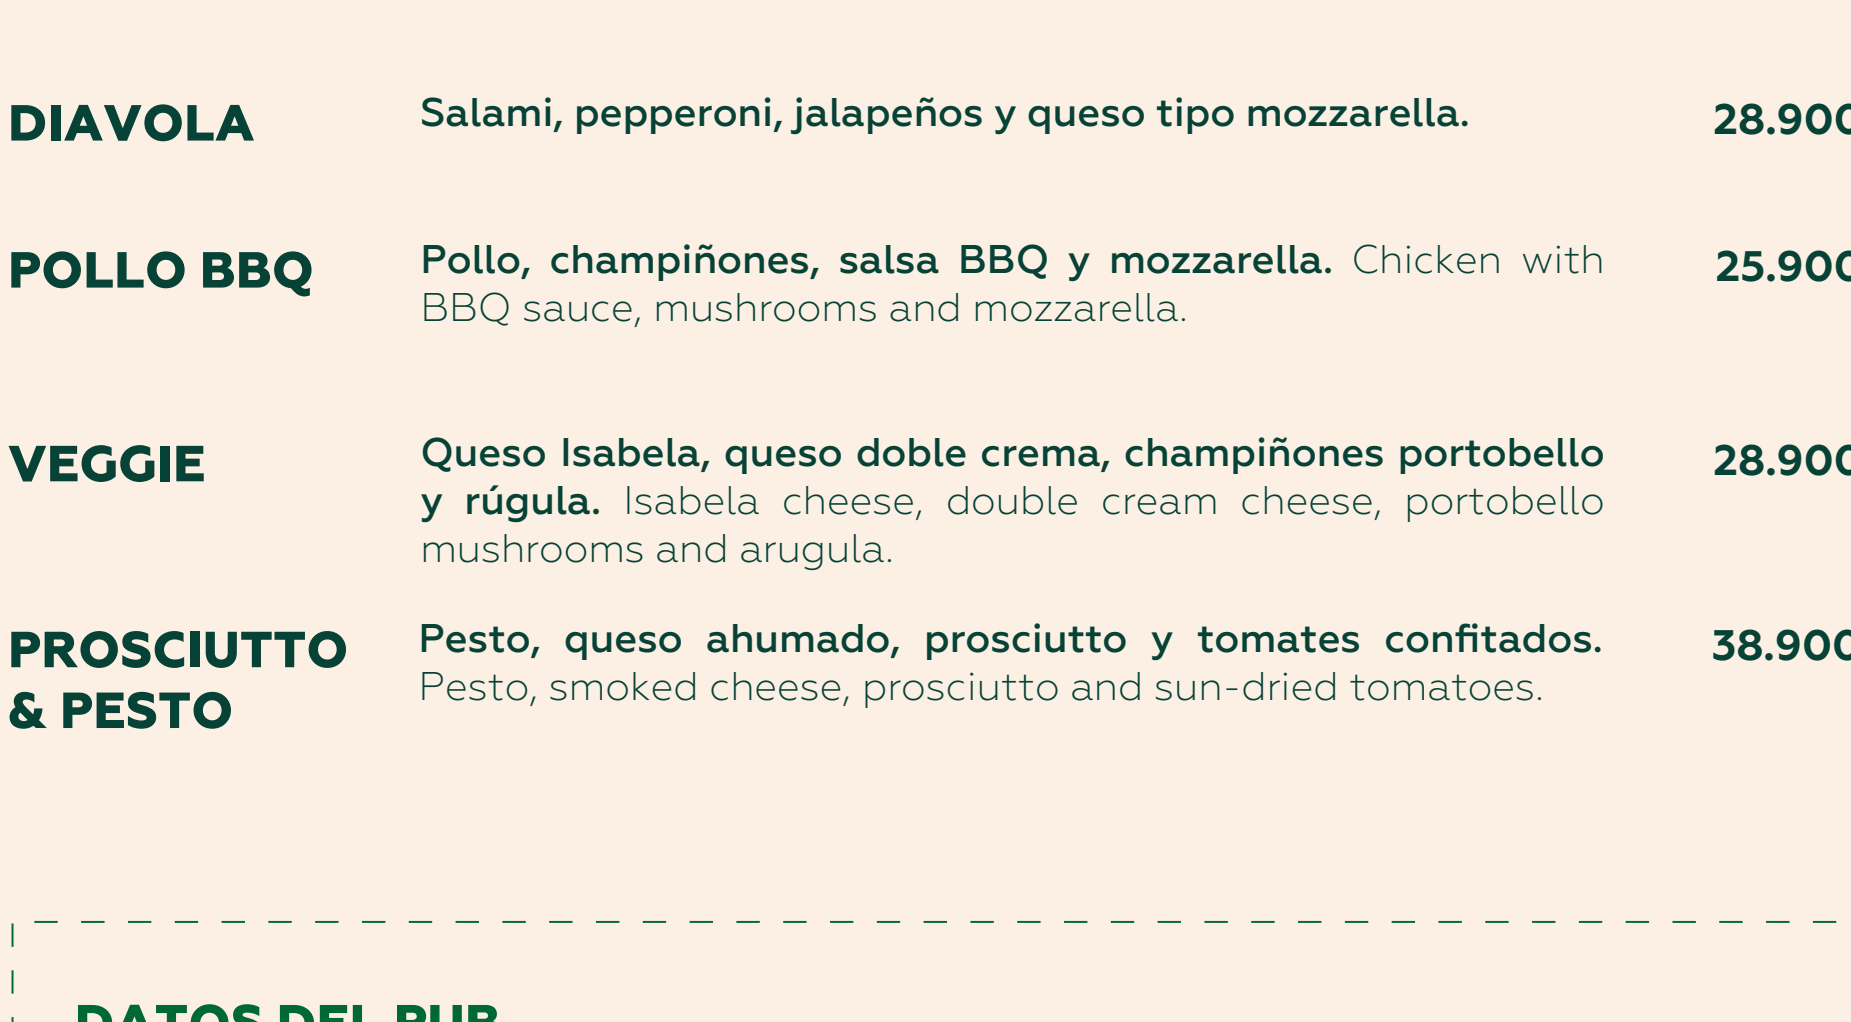 DIAVOLA
Salami, pepperoni, jalapeños y queso tipo mozzarella.
28.900
POLLO BBQ
Pollo, champiñones, salsa BBQ y mozzarella. Chicken with
BBQ sauce, mushrooms and mozzarella.
25.900
VEGGIE
Queso Isabela, queso doble crema, champiñones portobello
y rúgula. Isabela cheese, double cream cheese, portobello
mushrooms and arugula.
28.900
PROSCIUTTO
& PESTO
Pesto, queso ahumado, prosciutto y tomates confitados.
Pesto, smoked cheese, prosciutto and sun-dried tomatoes.
38.900
DATOS DEL PUB